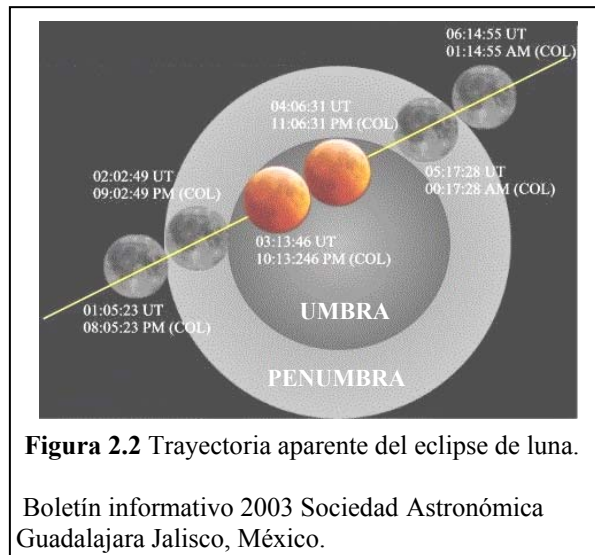 06:14:55 UT
01:14:55 AM (COL)
04:06:31 UT
11:06:31 PM (COL)
02:02:49 UT
09:02:49 PM (COL)
05:17:28 UT
00:17:28 AM (COL)
03:13:46 UT
10:13:246 PM (COL)
01:05:23 UT
08:05:23 PM (COL)
UMBRA
PENUMBRA
Figura 2.2 Trayectoria aparente del eclipse de luna.
Boletín informativo 2003 Sociedad Astronómica
Guadalajara Jalisco, México.